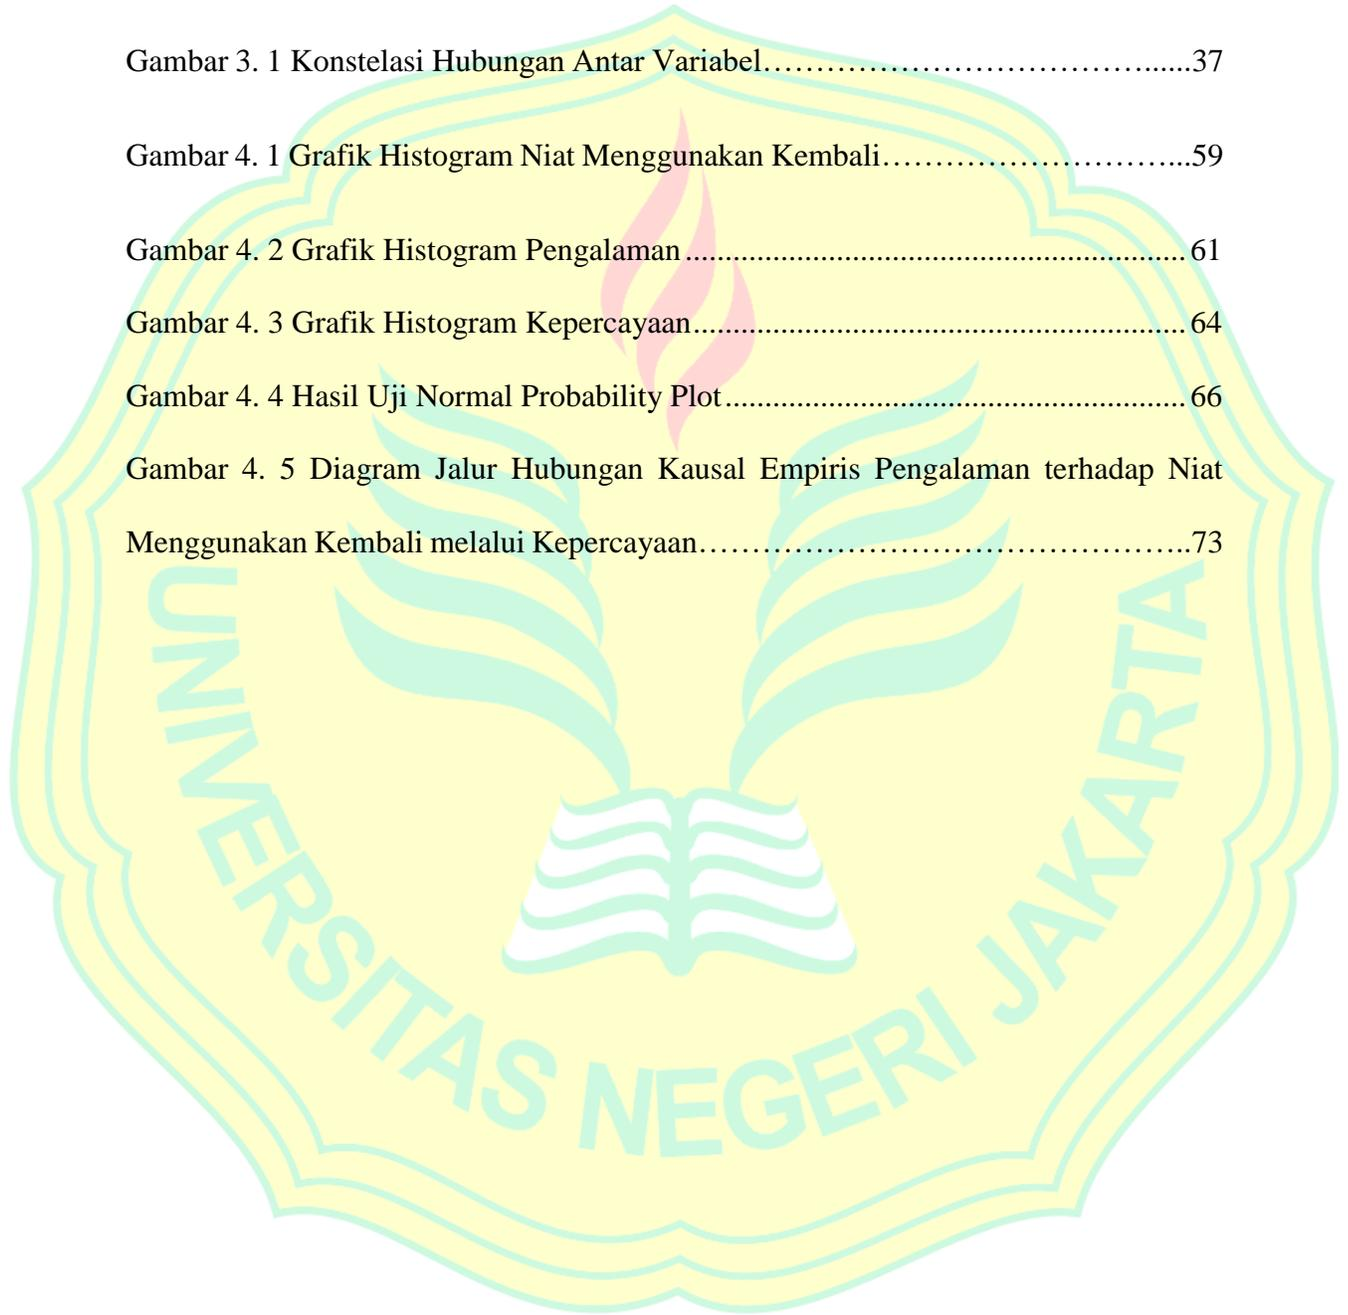 Gambar 3. 1 Konstelasi Hubungan Antar Variabel…………………………………......37
Gambar 4. 1 Grafik Histogram Niat Menggunakan Kembali………………………...59
Gambar 4. 2 Grafik Histogram Pengalaman ............................................................... 61
Gambar 4. 3 Grafik Histogram Kepercayaan.............................................................. 64
Gambar 4. 4 Hasil Uji Normal Probability Plot.......................................................... 66
Gambar 4. 5 Diagram Jalur Hubungan Kausal Empiris Pengalaman terhadap Niat
Menggunakan Kembali melalui Kepercayaan………………………………………..73
UNIVERSITAS NEGERI JAKARTA